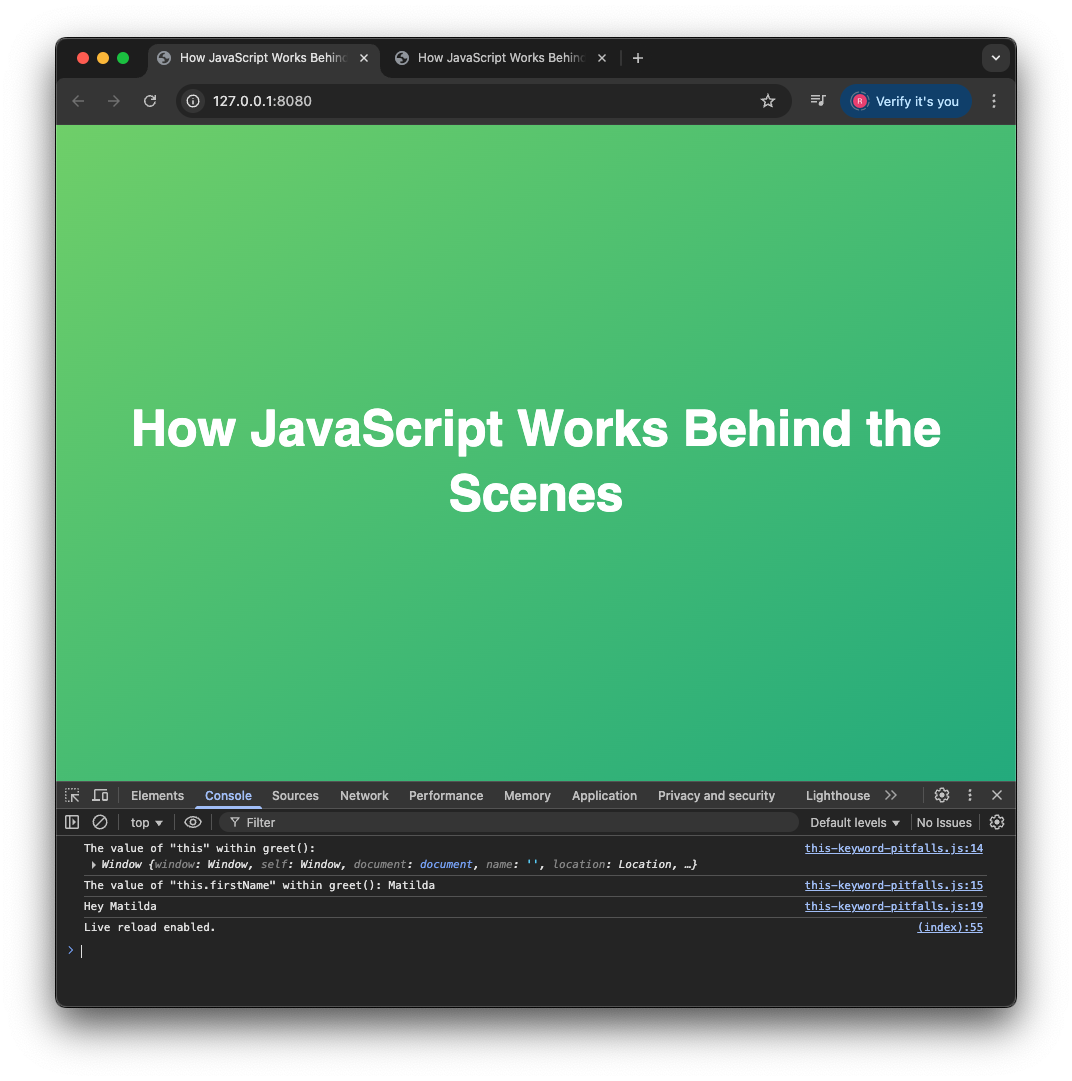 How JavaScript Works Behind
How JavaScript Works Behind
127.0.0.1:8080
R
Verify it's you
How JavaScript Works Behind the
Scenes
Elements Console Sources Network Performance Memory Application Privacy and security Lighthouse
top Filter Default levels No Issues
The value of "this" within greet(): this-keyword-pitfalls.js:14
Window {window: Window, self: Window, document: document, name: '', location: Location, …}
The value of "this.firstName" within greet(): Matilda this-keyword-pitfalls.js:15
Hey Matilda this-keyword-pitfalls.js:19
Live reload enabled. (index):55